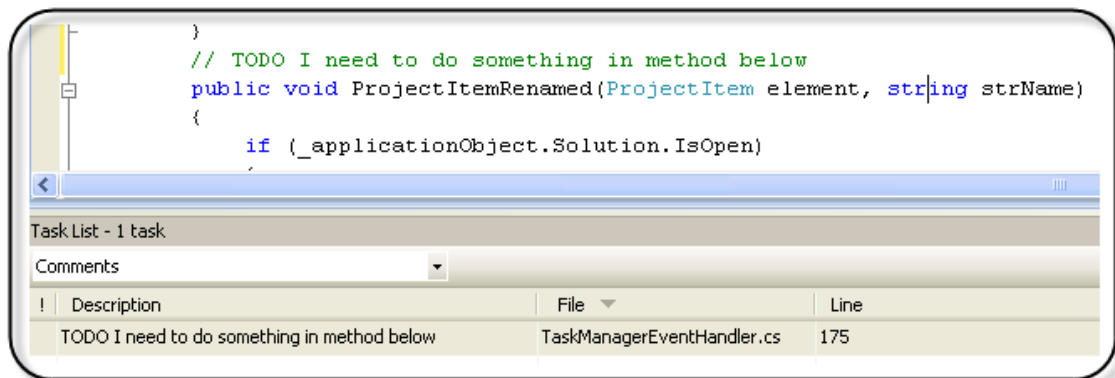 }
// TODO I need to do something in method below
public void ProjectItemRenamed(ProjectItem element, string strName)
{
if (_applicationObject.Solution.IsOpen)
Task List - 1 task
Comments
! Description File Line
TODO I need to do something in method below TaskManagerEventHandler.cs 175